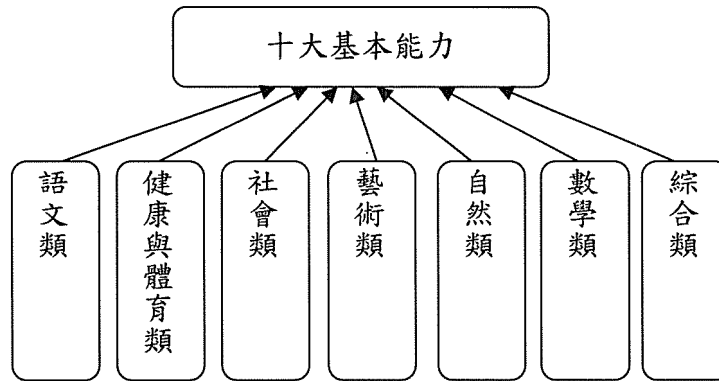 十大基本能力
語文類
健康與體育類
社會類
藝術類
自然類
數學類
綜合類